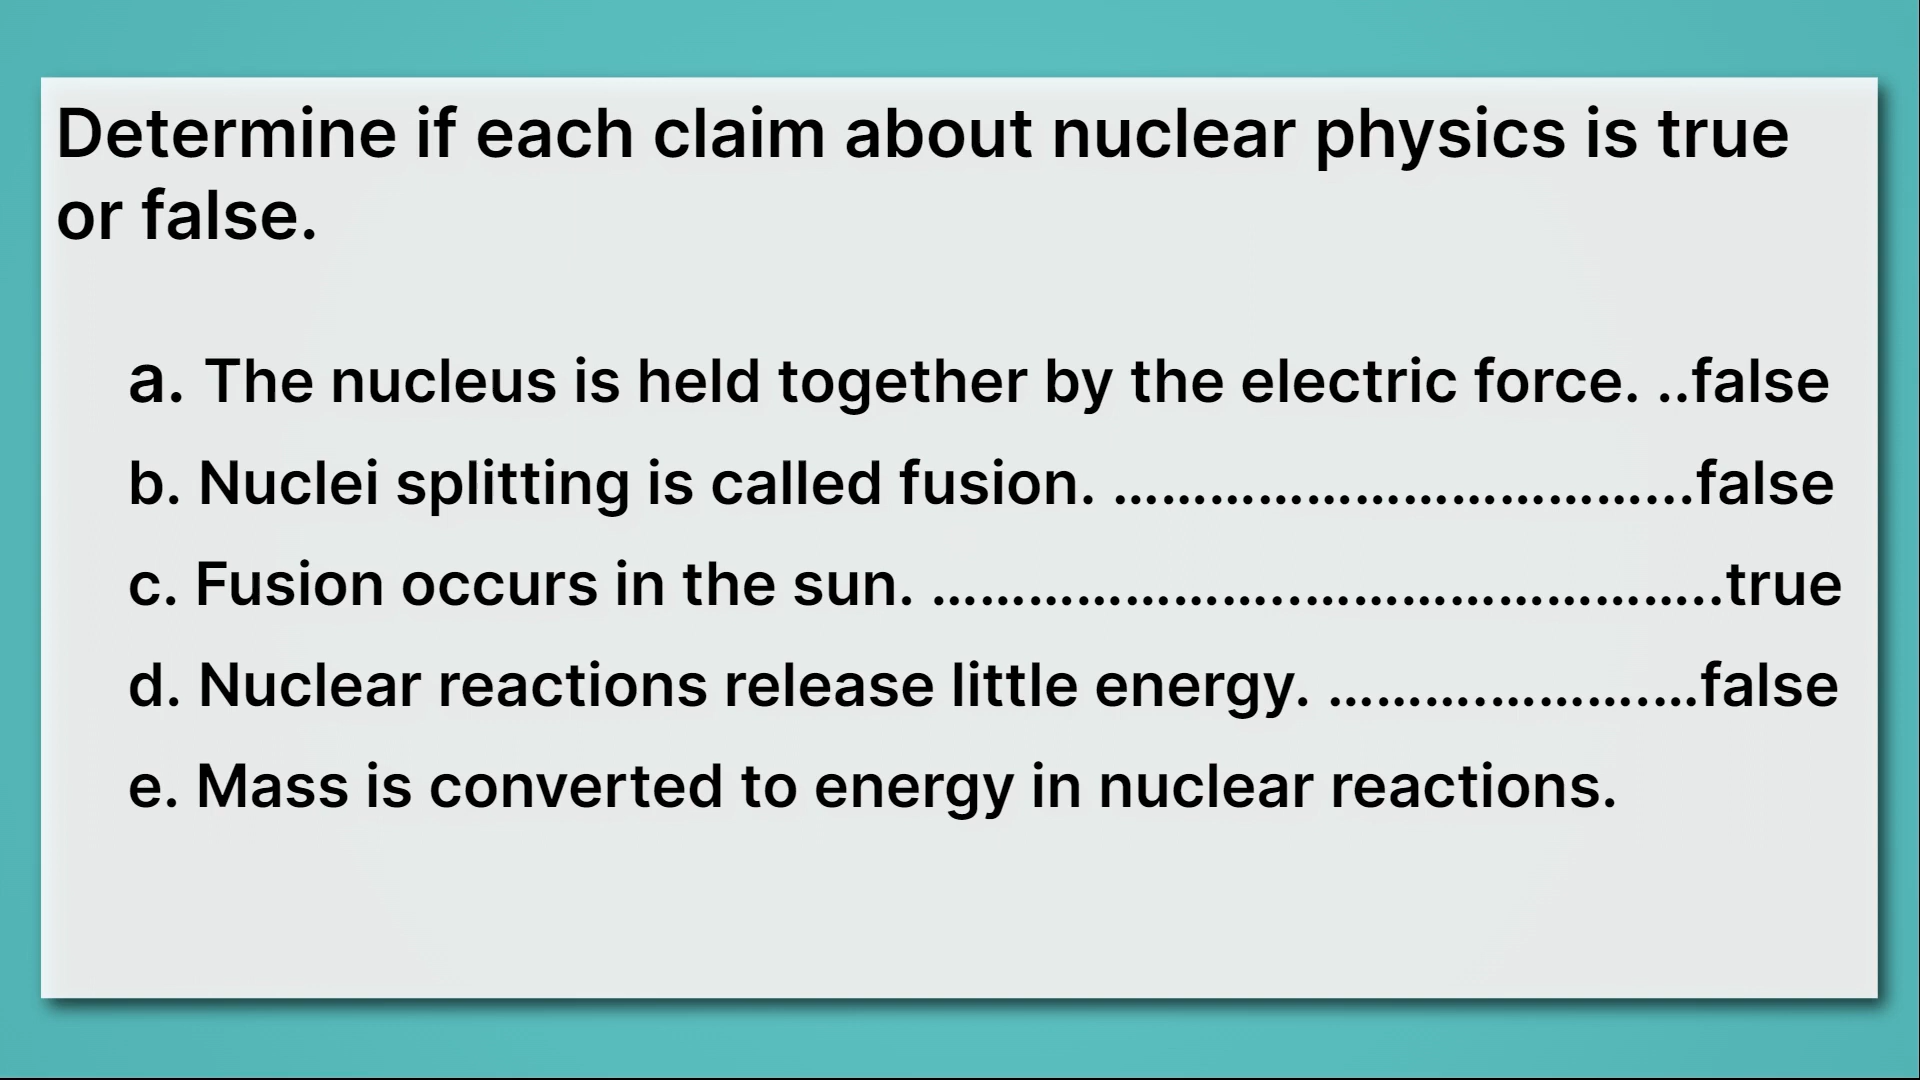 Determine if each claim about nuclear physics is true
or false.
a. The nucleus is held together by the electric force. ..false
b. Nuclei splitting is called fusion. ....................................false
c. Fusion occurs in the sun. .................................................true
d. Nuclear reactions release little energy. .......................false
e. Mass is converted to energy in nuclear reactions.